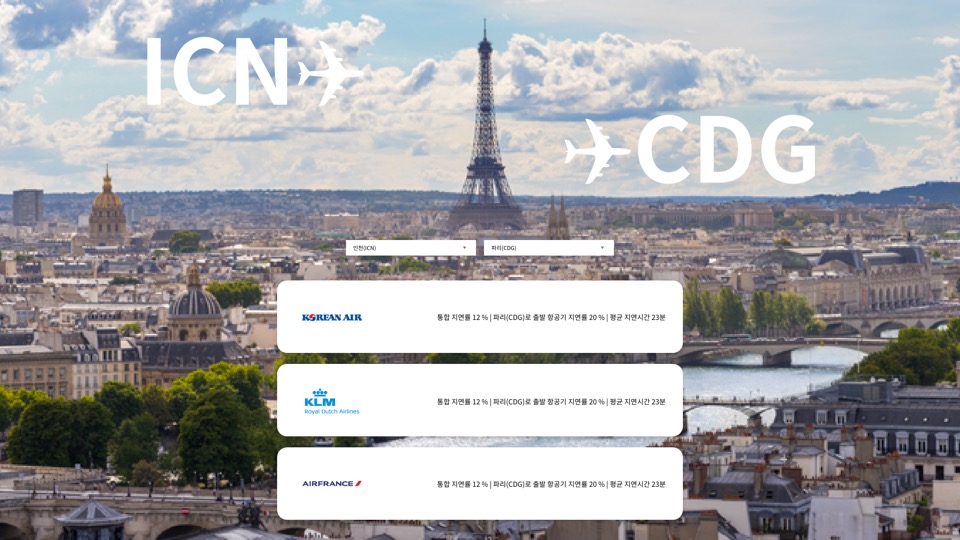 ICN
CDG
인천(ICN)
파리(CDG)
KOREAN AIR
통합 지연률 12 % | 파리(CDG)로 출발 항공기 지연률 20 % | 평균 지연시간 23분
KLM
Royal Dutch Airlines
통합 지연률 12 % | 파리(CDG)로 출발 항공기 지연률 20 % | 평균 지연시간 23분
AIRFRANCE
통합 지연률 12 % | 파리(CDG)로 출발 항공기 지연률 20 % | 평균 지연시간 23분